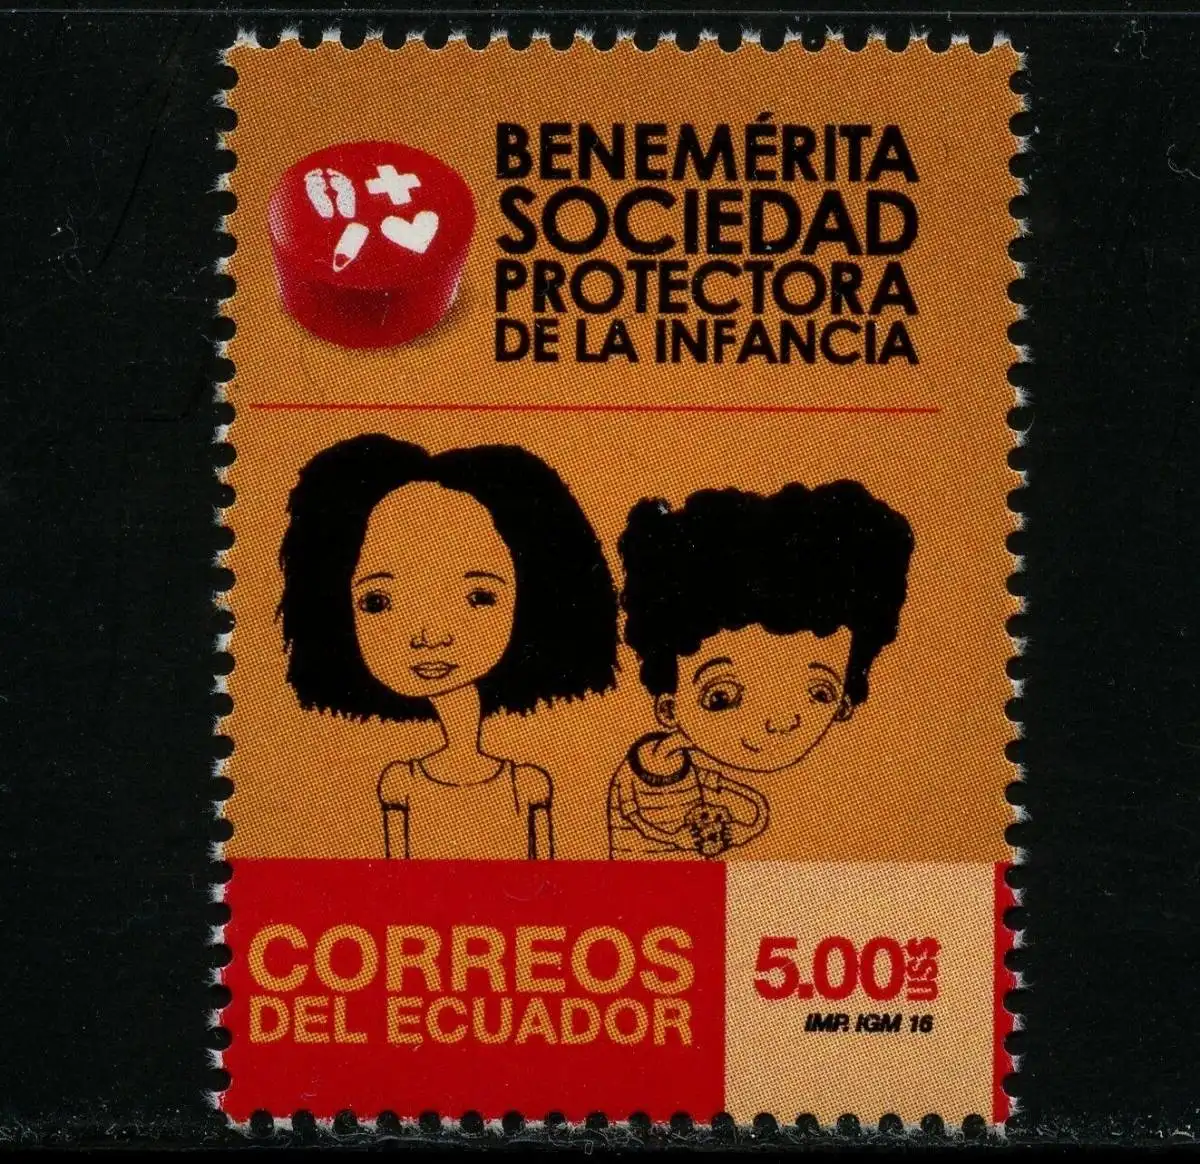 BENEMÉRITA
SOCIEDAD
PROTECTORA
DE LA INFANCIA
CORREOS
DEL ECUADOR
5.00 US$
IMP. IGM 16